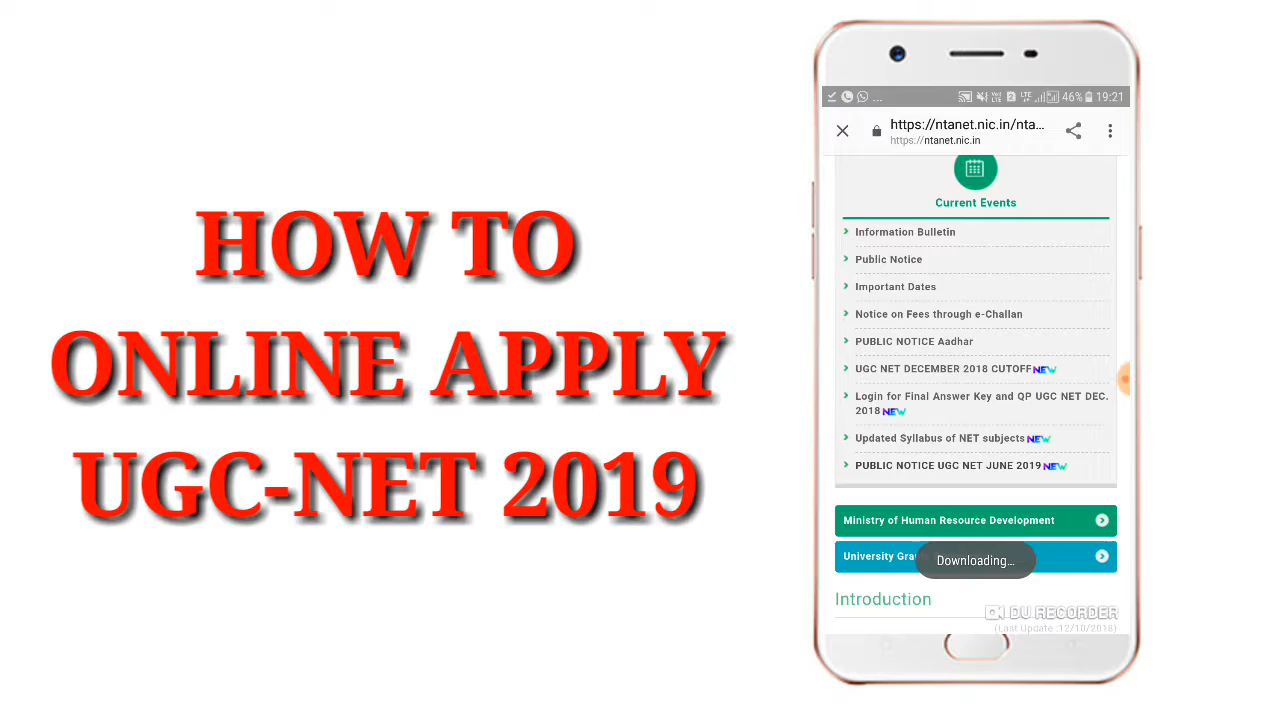 HOW TO
ONLINE APPLY
UGC-NET 2019
... LTE 2 LTE 46% 19:21
https://ntanet.nic.in/nta...
https://ntanet.nic.in
Current Events
Information Bulletin
Public Notice
Important Dates
Notice on Fees through e-Challan
PUBLIC NOTICE Aadhar
UGC NET DECEMBER 2018 CUTOFF NEW
Login for Final Answer Key and QP UGC NET DEC.
2018 NEW
Updated Syllabus of NET subjects NEW
PUBLIC NOTICE UGC NET JUNE 2019 NEW
Ministry of Human Resource Development
University
Downloading...
Introduction
DU RECORDER
(Last Update :12/10/2018)